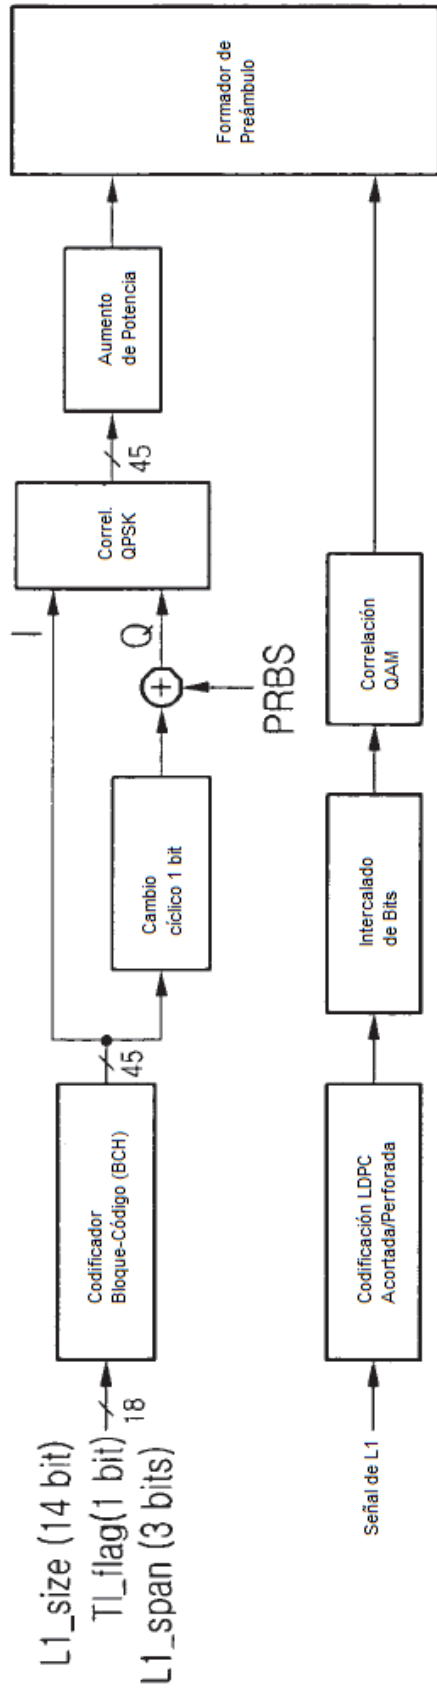 L1_size (14 bit)
TI_flag(1 bit)
L1_span (3 bits)
18
Codificador
Bloque-Código (BCH)
45
Cambio
cíclico 1 bit
I
Q
PRBS
Correl.
QPSK
45
Aumento
de Potencia
Formador de
Preámbulo
Señal de L1
Codificación LDPC
Acortada/Perforada
Intercalado
de Bits
Correlación
QAM